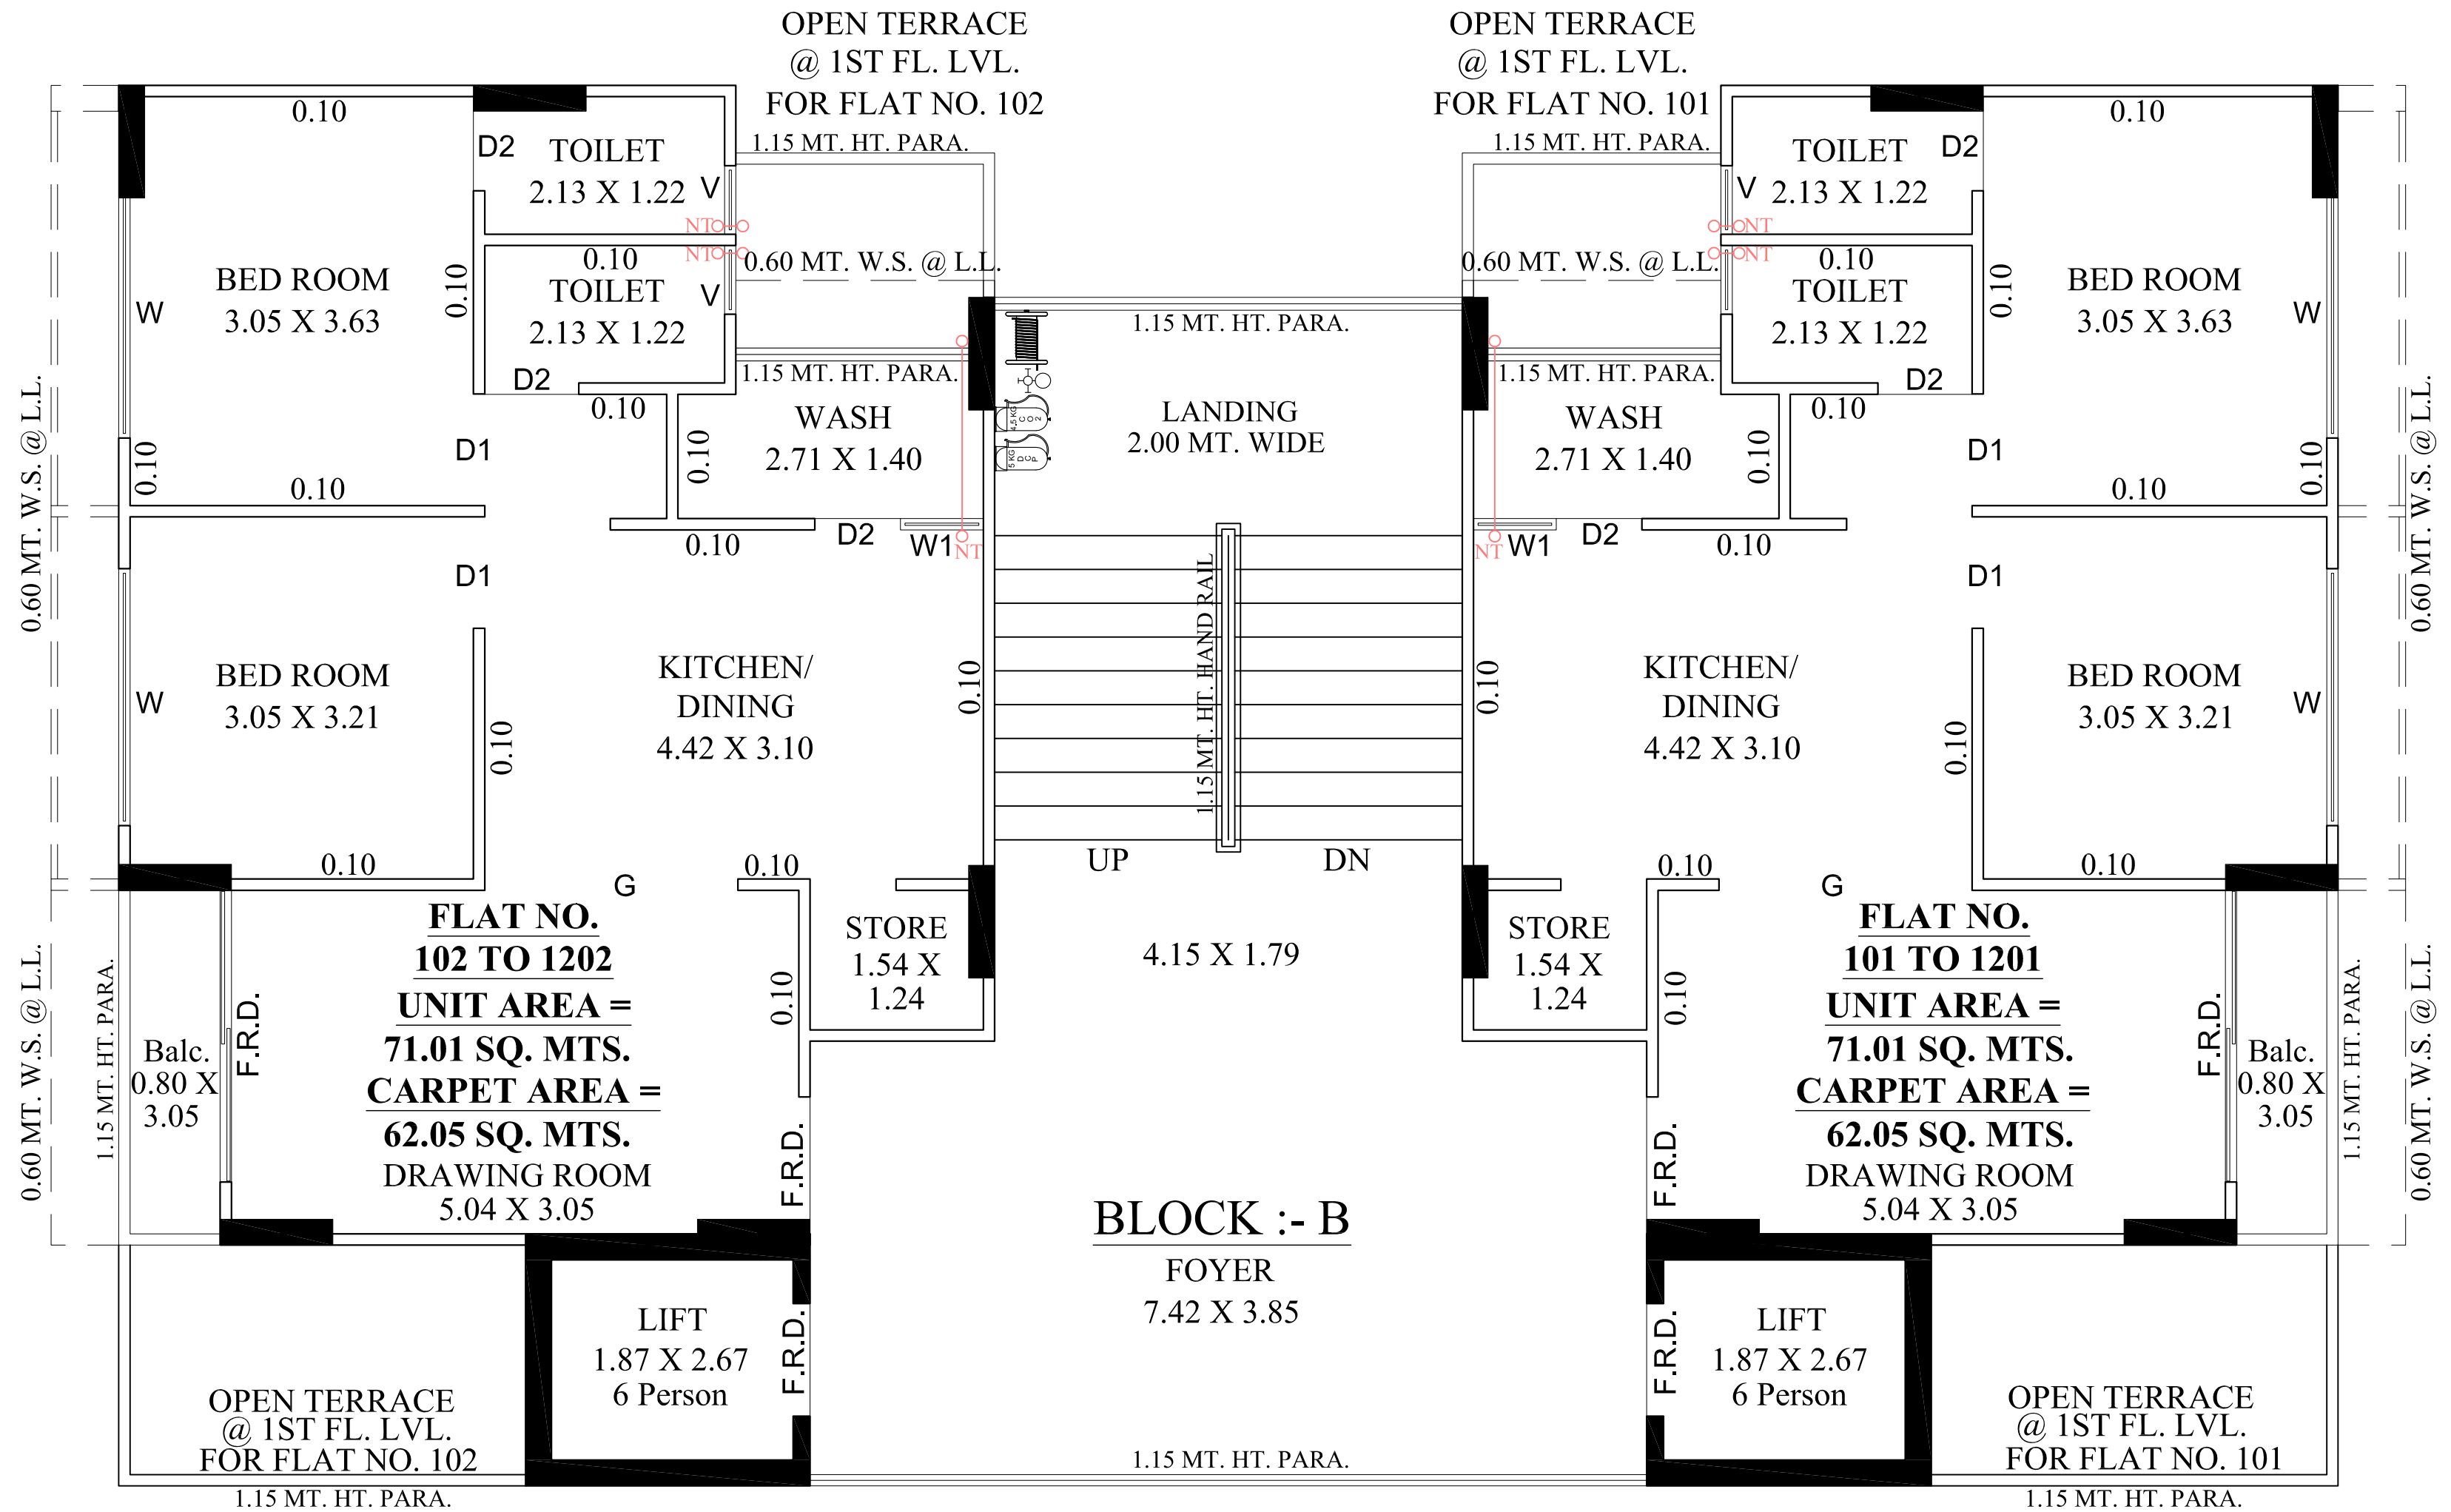 OPEN TERRACE
@ 1ST FL. LVL.
FOR FLAT NO. 102
1.15 MT. HT. PARA.
OPEN TERRACE
@ 1ST FL. LVL.
FOR FLAT NO. 101
1.15 MT. HT. PARA.
0.10
D2
TOILET
2.13 X 1.22
V
NT
NT
0.10
TOILET
2.13 X 1.22
V
D2
0.10
0.10
BED ROOM
3.05 X 3.63
W
0.10
0.10
D1
0.60 MT. W.S. @ L.L.
0.60 MT. W.S. @ L.L.
1.15 MT. HT. PARA.
WASH
2.71 X 1.40
0.10
0.10
D2
W1
NT
1.15 MT. HT. PARA.
4.5 KG
C
O
2
5 KG
D
C
P
LANDING
2.00 MT. WIDE
1.15 MT. HT. HAND RAIL
UP
DN
0.60 MT. W.S. @ L.L.
1.15 MT. HT. PARA.
WASH
2.71 X 1.40
0.10
NT
W1
D2
0.10
TOILET
2.13 X 1.22
D2
V
NT
NT
0.10
TOILET
2.13 X 1.22
D2
0.10
0.10
0.10
BED ROOM
3.05 X 3.63
W
0.10
0.10
D1
0.60 MT. W.S. @ L.L.
D1
BED ROOM
3.05 X 3.21
W
0.10
0.10
KITCHEN/
DINING
4.42 X 3.10
0.10
0.10
G
0.10
KITCHEN/
DINING
4.42 X 3.10
0.10
D1
BED ROOM
3.05 X 3.21
W
0.10
0.10
G
FLAT NO.
102 TO 1202
UNIT AREA =
71.01 SQ. MTS.
CARPET AREA =
62.05 SQ. MTS.
DRAWING ROOM
5.04 X 3.05
0.60 MT. W.S. @ L.L.
1.15 MT. HT. PARA.
Balc.
0.80 X
3.05
F.R.D.
0.10
STORE
1.54 X
1.24
F.R.D.
4.15 X 1.79
STORE
1.54 X
1.24
0.10
F.R.D.
FLAT NO.
101 TO 1201
UNIT AREA =
71.01 SQ. MTS.
CARPET AREA =
62.05 SQ. MTS.
DRAWING ROOM
5.04 X 3.05
F.R.D.
Balc.
0.80 X
3.05
1.15 MT. HT. PARA.
0.60 MT. W.S. @ L.L.
BLOCK :- B
FOYER
7.42 X 3.85
LIFT
1.87 X 2.67
6 Person
F.R.D.
F.R.D.
LIFT
1.87 X 2.67
6 Person
OPEN TERRACE
@ 1ST FL. LVL.
FOR FLAT NO. 102
1.15 MT. HT. PARA.
1.15 MT. HT. PARA.
OPEN TERRACE
@ 1ST FL. LVL.
FOR FLAT NO. 101
1.15 MT. HT. PARA.